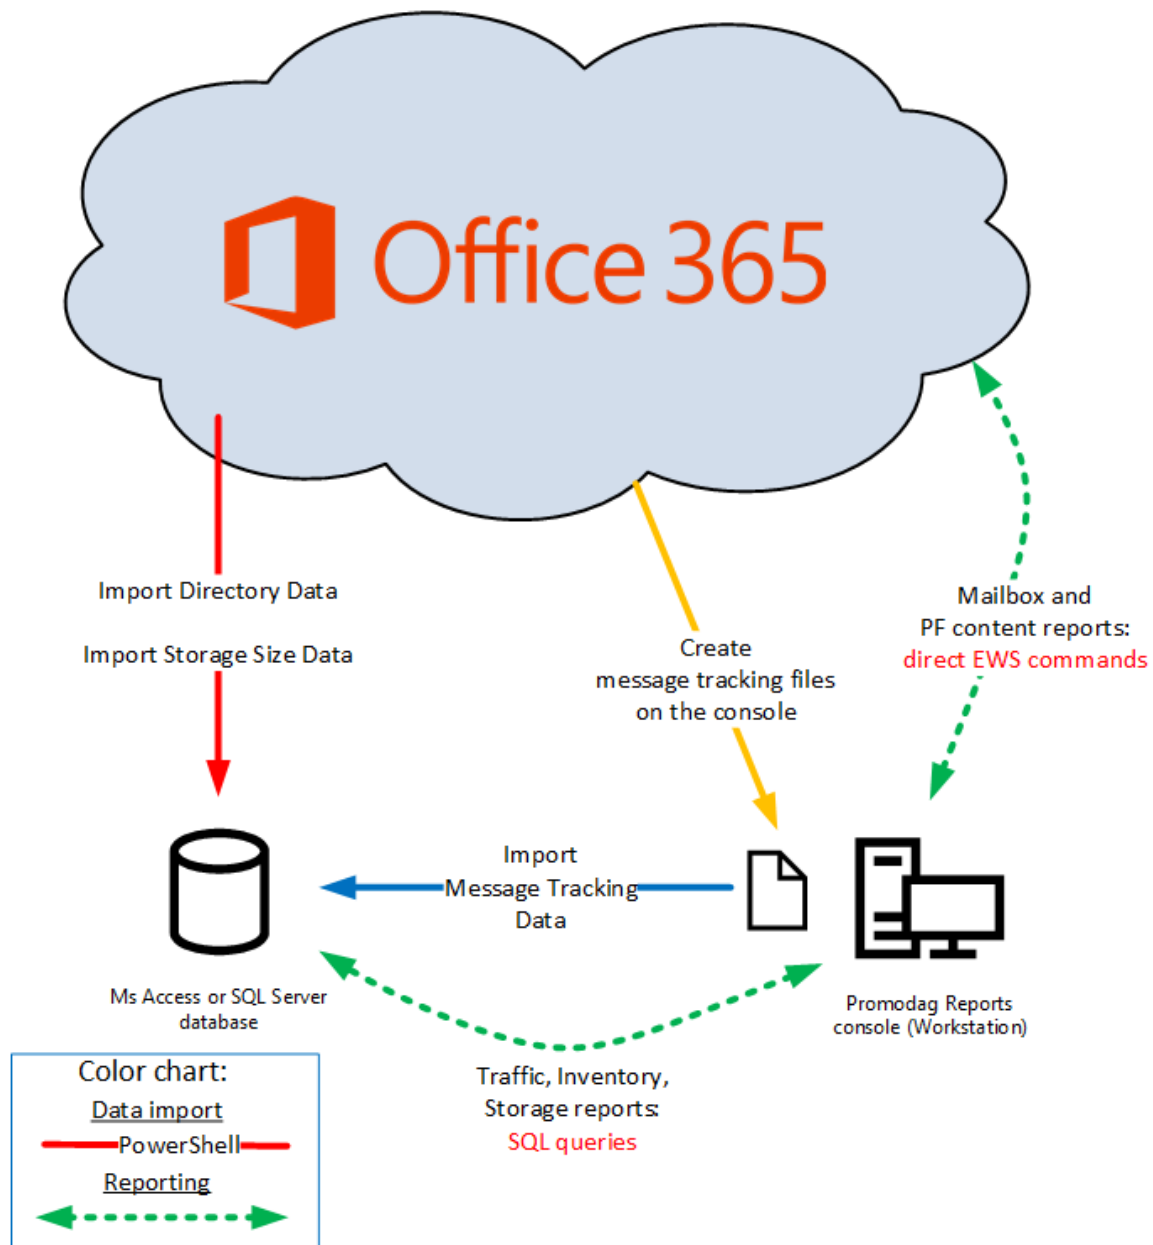 Office 365
Import Directory Data
Import Storage Size Data
Create
message tracking files
on the console
Mailbox and
PF content reports:
direct EWS commands
Import
Message Tracking
Data
Ms Access or SQL Server
database
Promodag Reports
console (Workstation)
Traffic, Inventory,
Storage reports:
SQL queries
Color chart:
Data import
PowerShell
Reporting